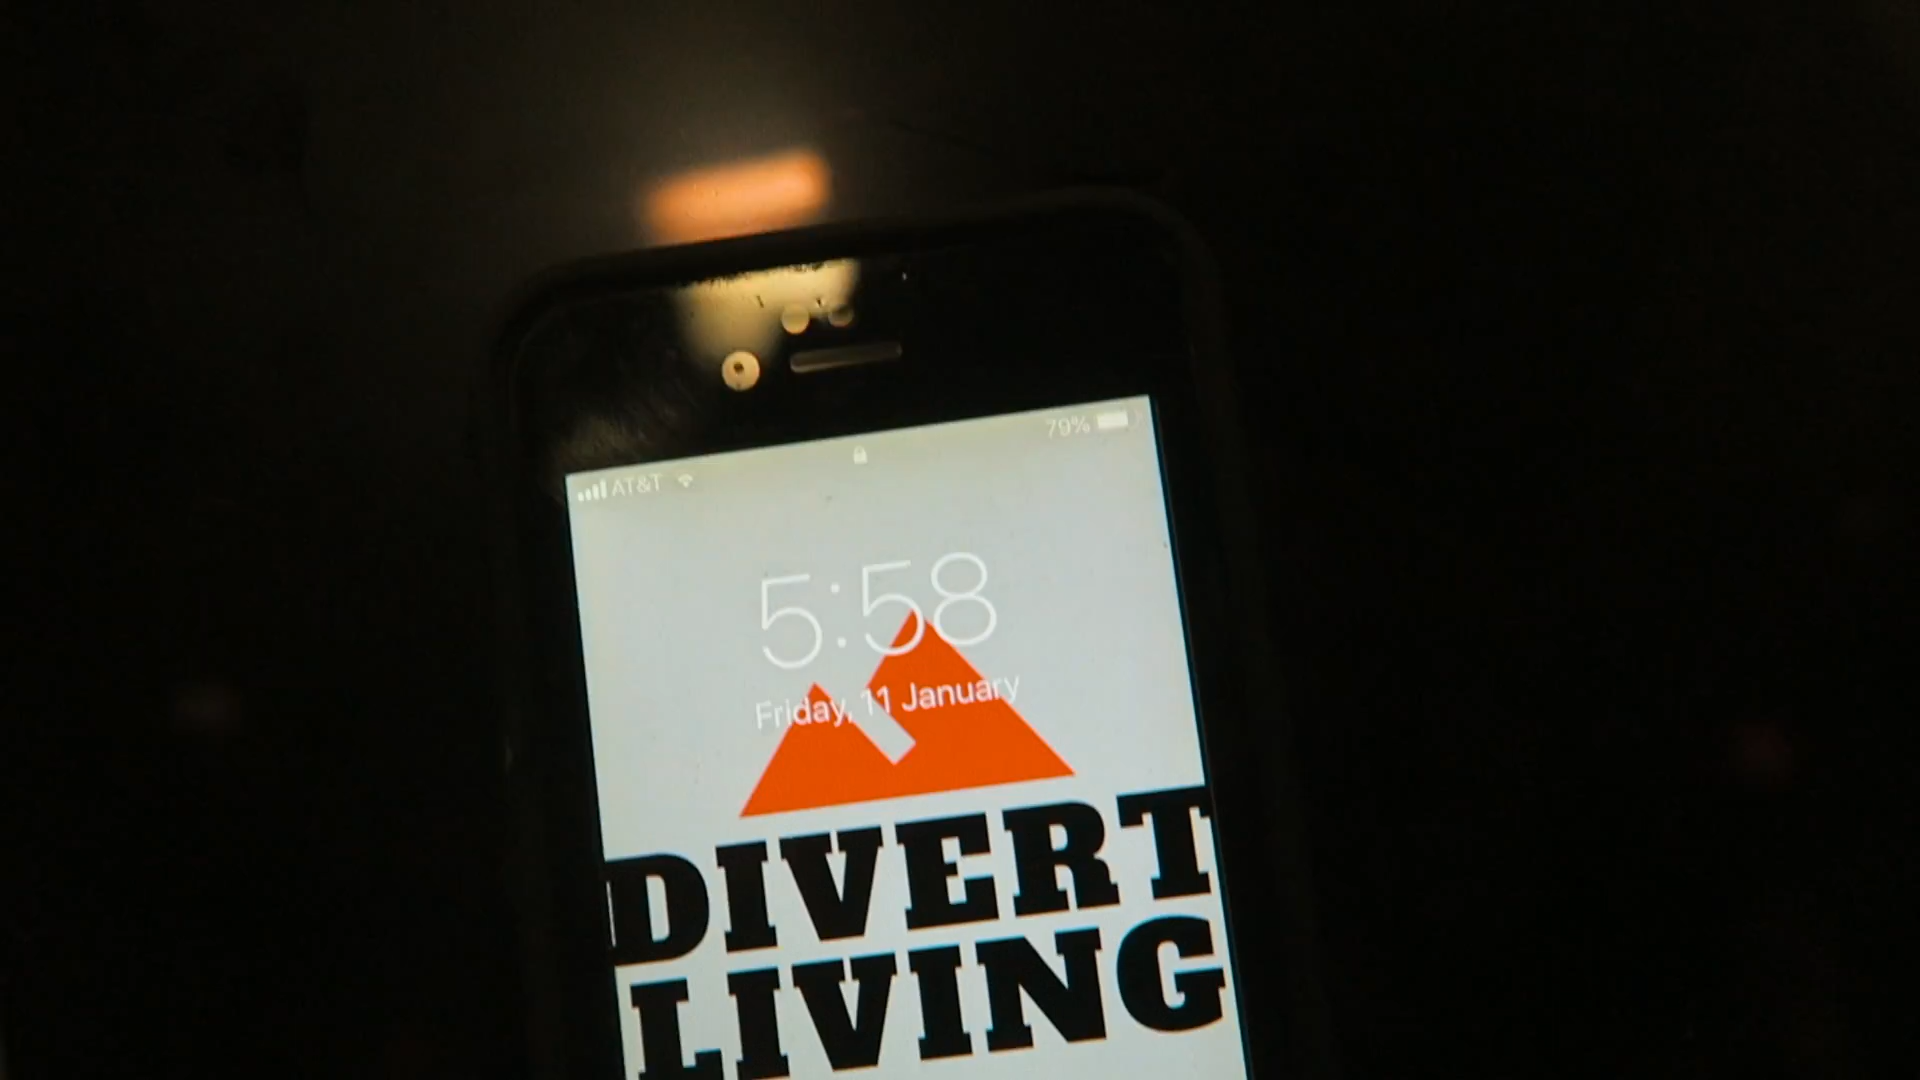 79%
AT&T
5:58
Friday, 11 January
DIVERT
LIVING